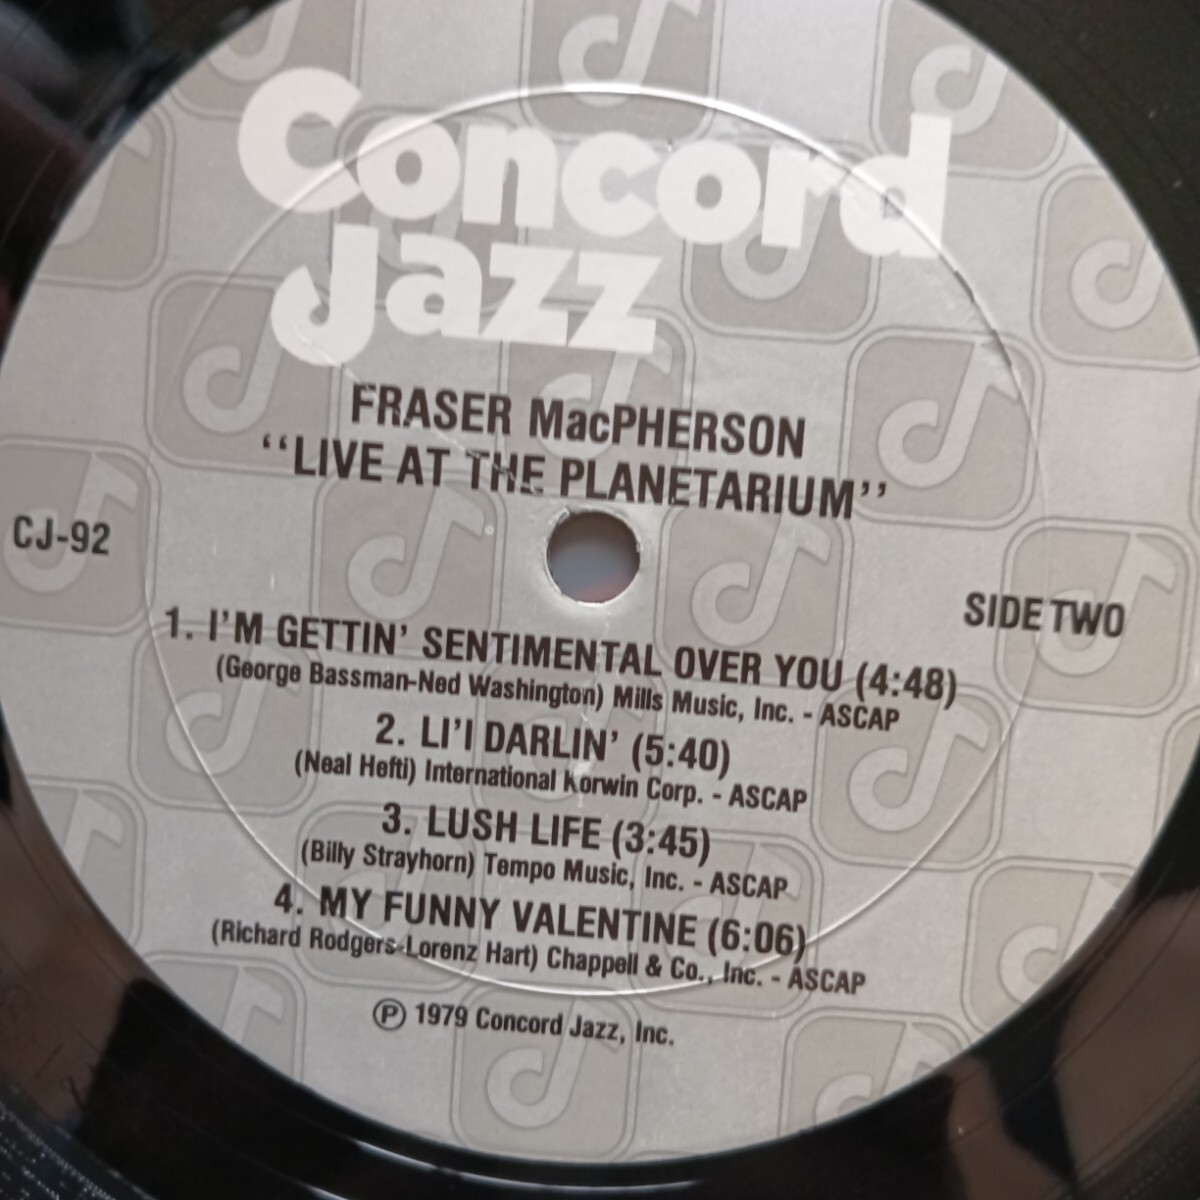 Concord
Jazz
FRASER MacPHERSON
‘‘LIVE AT THE PLANETARIUM’’
CJ-92
SIDE TWO
1. I’M GETTIN’ SENTIMENTAL OVER YOU (4:48)
(George Bassman-Ned Washington) Mills Music, Inc. - ASCAP
2. LI’l DARLIN’ (5:40)
(Neal Hefti) International Korwin Corp. - ASCAP
3. LUSH LIFE (3:45)
(Billy Strayhorn) Tempo Music, Inc. - ASCAP
4. MY FUNNY VALENTINE (6:06)
(Richard Rodgers-Lorenz Hart) Chappell & Co., Inc. - ASCAP
Ⓟ 1979 Concord Jazz, Inc.